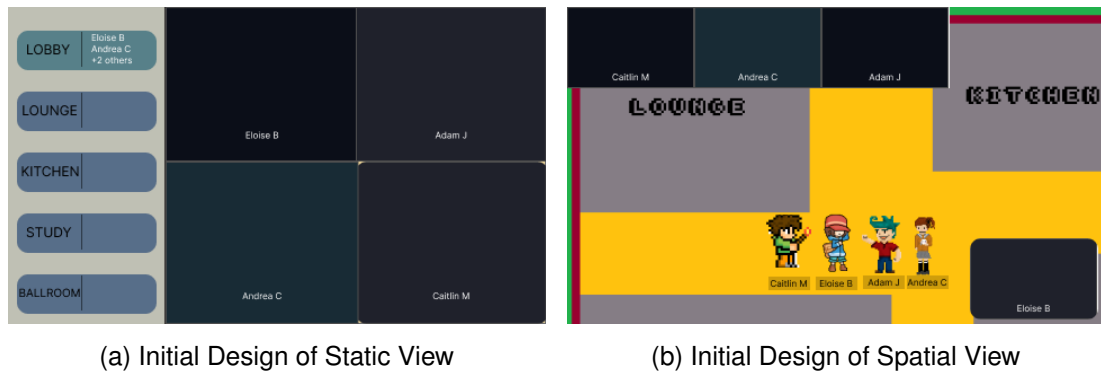 LOBBY
Eloise B
Andrea C
+2 others
LOUNGE
KITCHEN
STUDY
BALLROOM
Eloise B
Adam J
Andrea C
Caitlin M
Caitlin M
Andrea C
Adam J
LOUNGE
KITCHEN
Caitlin M
Eloise B
Adam J
Andrea C
Eloise B
(a) Initial Design of Static View
(b) Initial Design of Spatial View